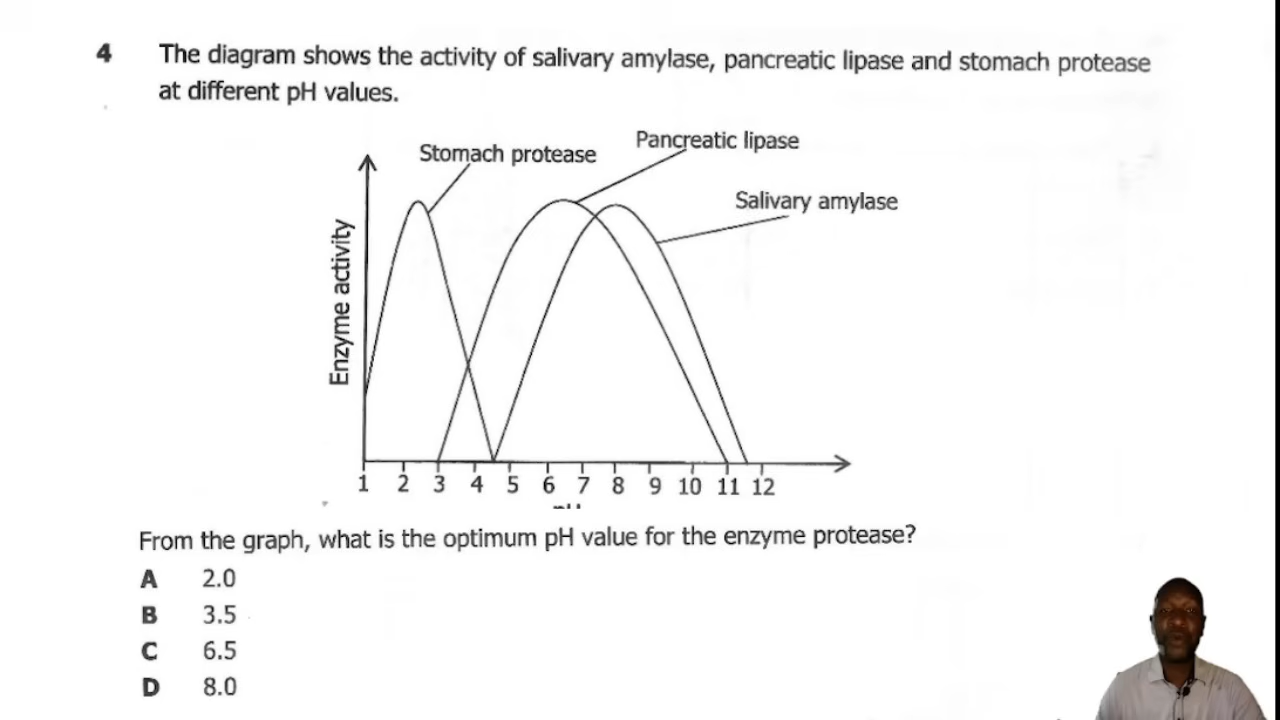 4 The diagram shows the activity of salivary amylase, pancreatic lipase and stomach protease
at different pH values.
Pancreatic lipase
Stomach protease
Salivary amylase
Enzyme activity
1 2 3 4 5 6 7 8 9 10 11 12
From the graph, what is the optimum pH value for the enzyme protease?
A 2.0
B 3.5
C 6.5
D 8.0